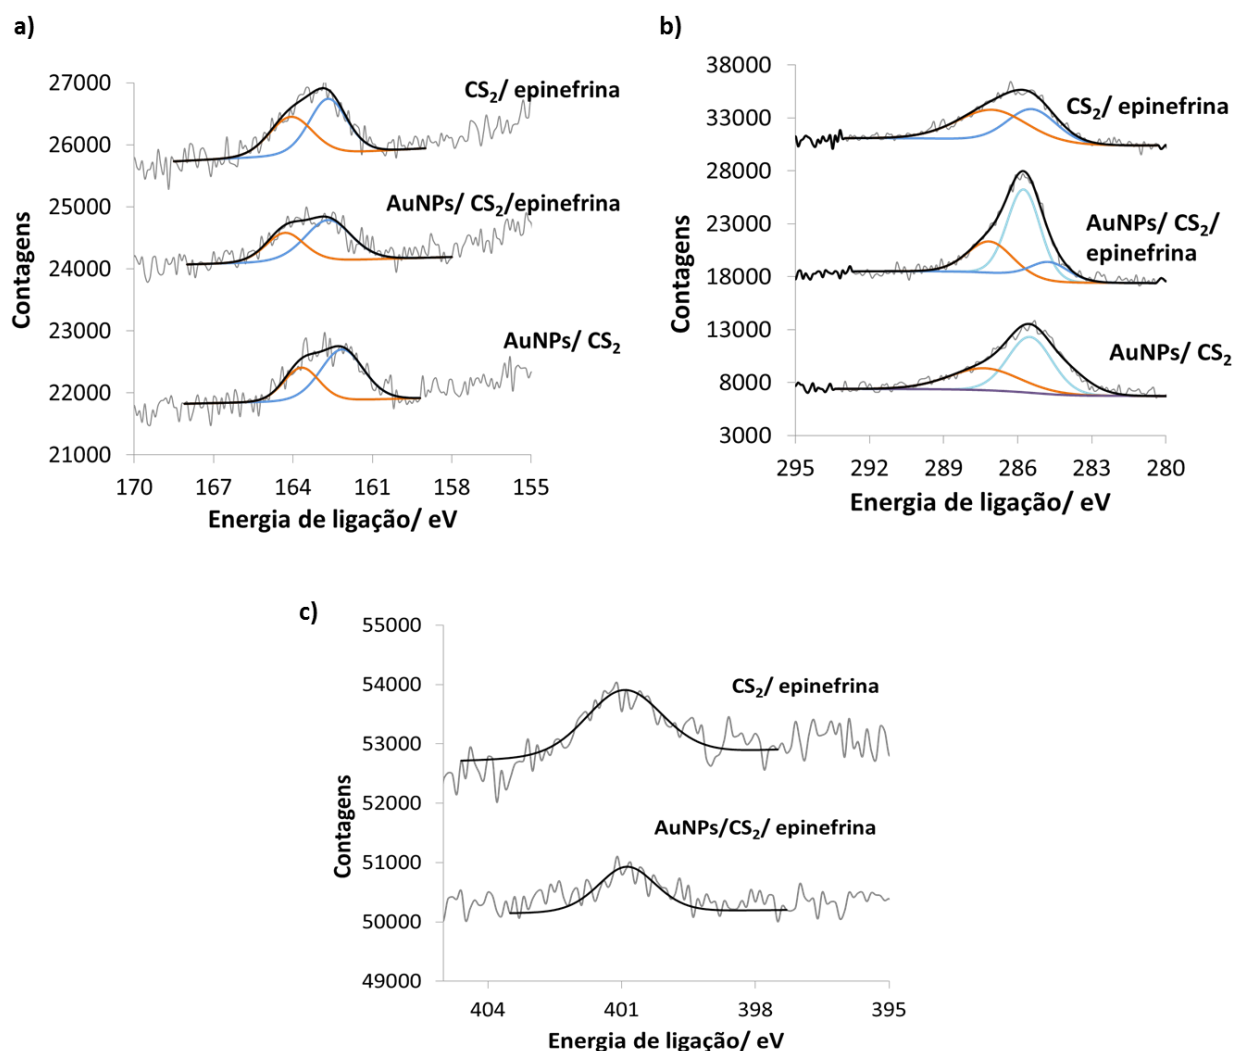 a)
27000
26000
25000
24000
23000
22000
21000
CS₂/ epinefrina
AuNPs/ CS₂/epinefrina
AuNPs/ CS₂
170
167
164
161
158
155
Contagens
Energia de ligação/ eV
b)
38000
33000
28000
23000
18000
13000
8000
3000
CS₂/ epinefrina
AuNPs/ CS₂/
epinefrina
AuNPs/ CS₂
295
292
289
286
283
280
Contagens
Energia de ligação/ eV
c)
55000
54000
53000
52000
51000
50000
49000
CS₂/ epinefrina
AuNPs/CS₂/ epinefrina
404
401
398
395
Contagens
Energia de ligação/ eV